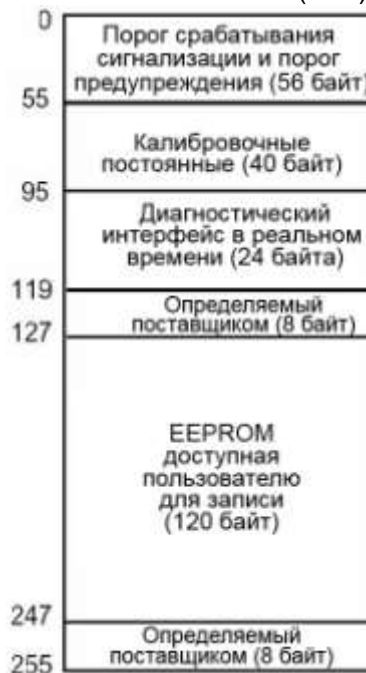 0
Порог срабатывания
сигнализации и порог
предупреждения (56 байт)
55
Калибровочные
постоянные (40 байт)
95
Диагностический
интерфейс в реальном
времени (24 байта)
119
Определяемый
поставщиком (8 байт)
127
EEPROM
доступная
пользователю
для записи
(120 байт)
247
Определяемый
поставщиком (8 байт)
255